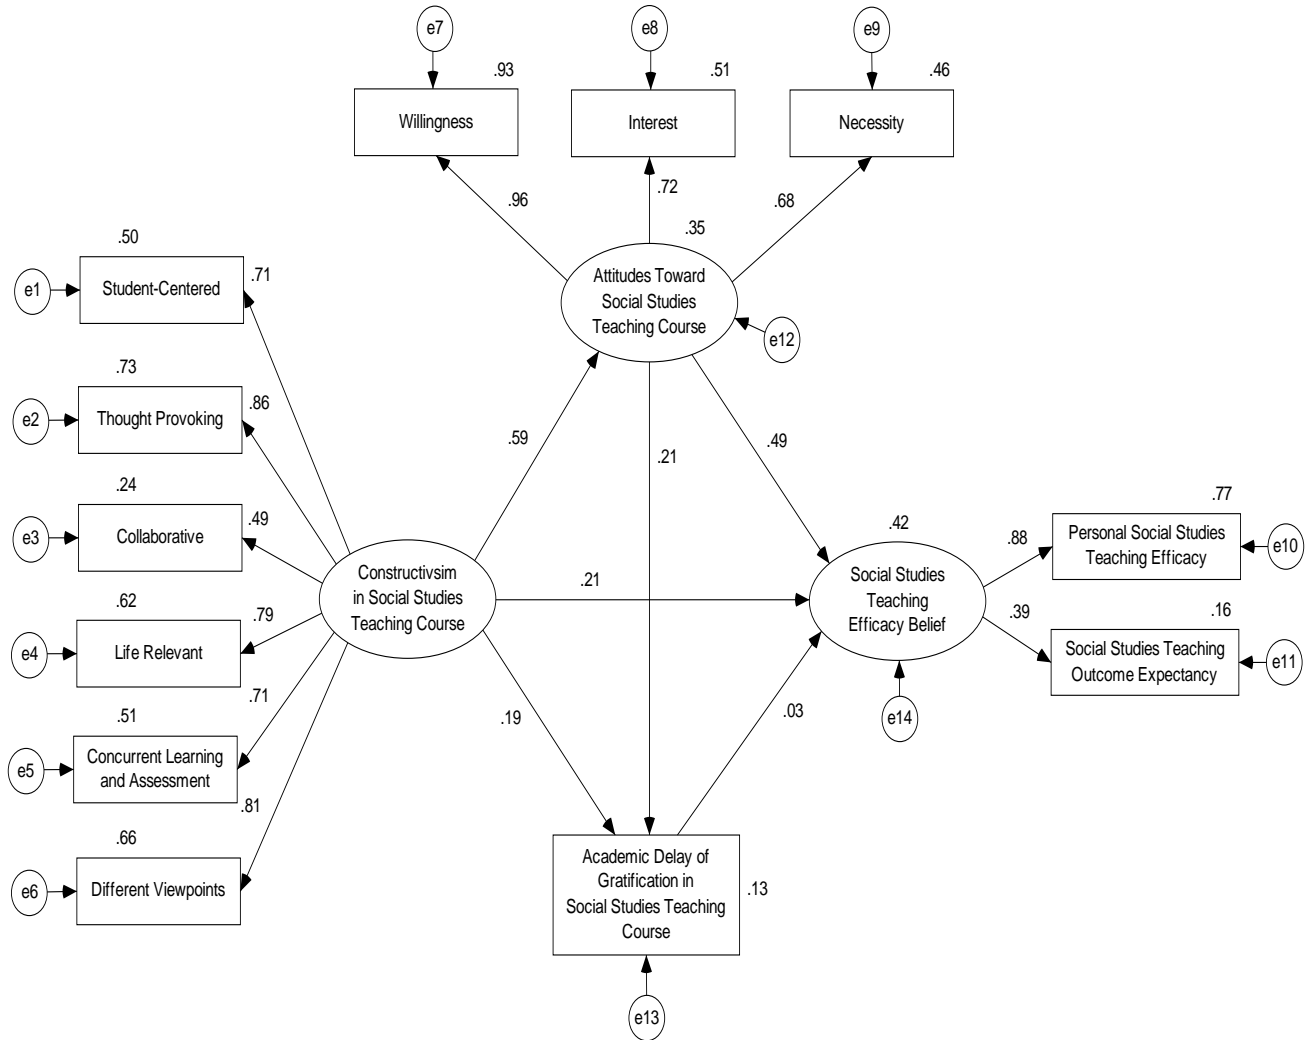 e7
e8
e9
.93
.51
.46
Willingness
Interest
Necessity
.96
.72
.68
.35
.50
Attitudes Toward
Social Studies
Teaching Course
e1
Student-Centered
.71
e12
.73
e2
Thought Provoking
.86
.59
.21
.49
.24
e3
Collaborative
.49
.77
.42
Personal Social Studies
Teaching Efficacy
e10
.88
Constructivsim
in Social Studies
Teaching Course
.21
Social Studies
Teaching
Efficacy Belief
.62
.79
.39
.16
e4
Life Relevant
Social Studies Teaching
Outcome Expectancy
e11
.71
.51
.19
.03
e14
e5
Concurrent Learning
and Assessment
.81
.66
e6
Different Viewpoints
Academic Delay of
Gratification in
Social Studies Teaching
Course
.13
e13